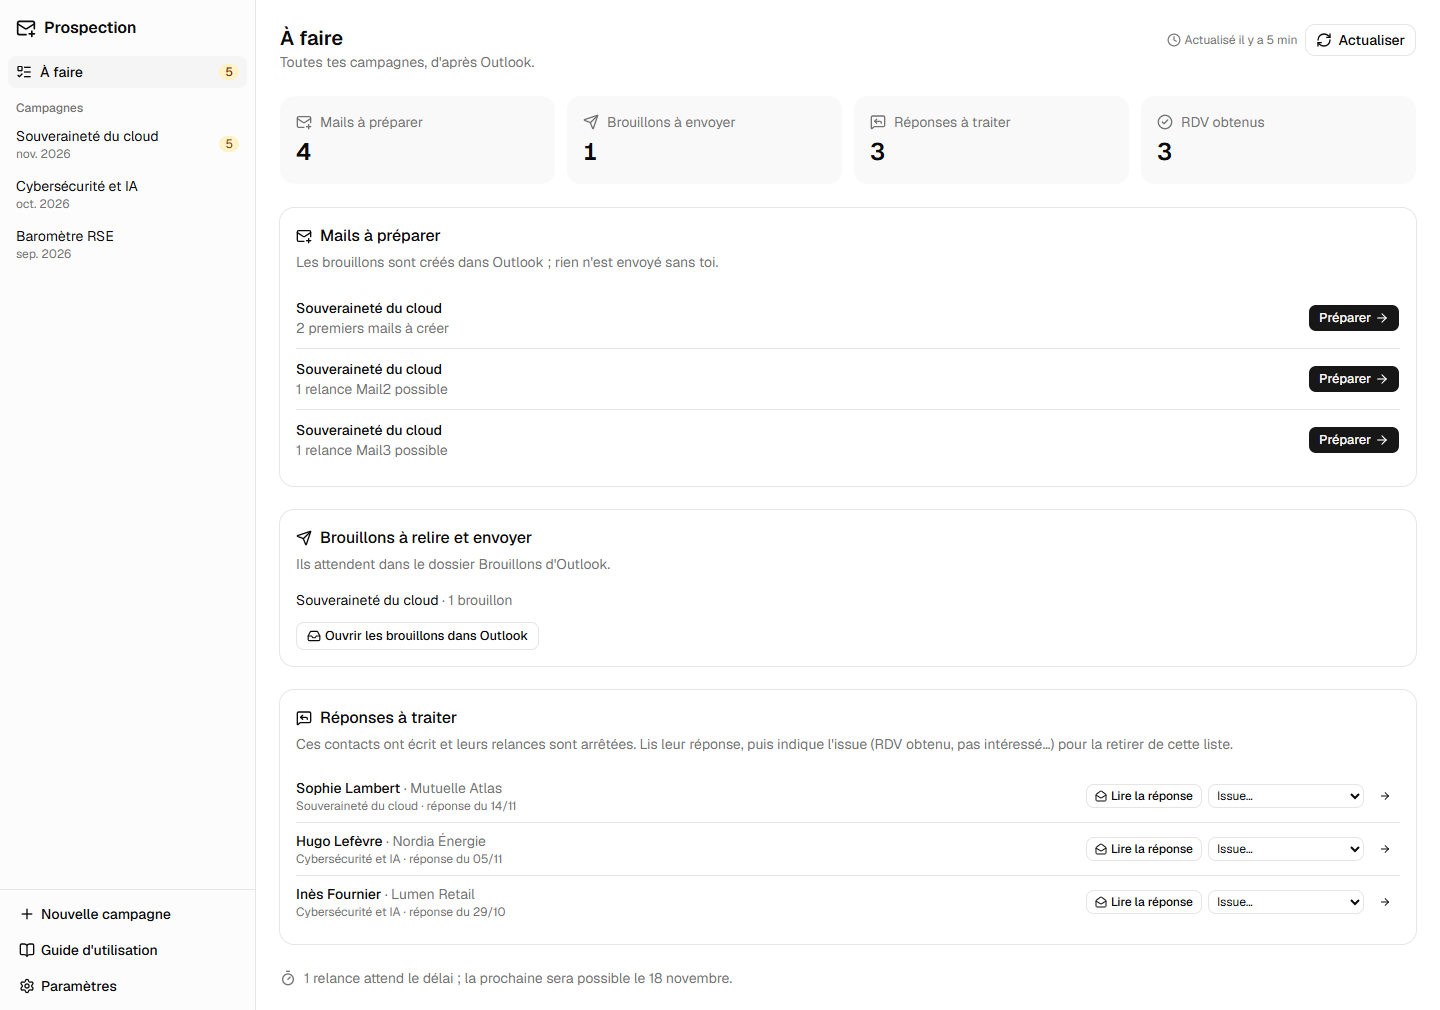 Prospection
À faire
5
Campagnes
Souveraineté du cloud
nov. 2026
5
Cybersécurité et IA
oct. 2026
Baromètre RSE
sep. 2026
Nouvelle campagne
Guide d'utilisation
Paramètres
À faire
Toutes tes campagnes, d'après Outlook.
Actualisé il y a 5 min
Actualiser
Mails à préparer
4
Brouillons à envoyer
1
Réponses à traiter
3
RDV obtenus
3
Mails à préparer
Les brouillons sont créés dans Outlook ; rien n'est envoyé sans toi.
Souveraineté du cloud
2 premiers mails à créer
Préparer →
Souveraineté du cloud
1 relance Mail2 possible
Préparer →
Souveraineté du cloud
1 relance Mail3 possible
Préparer →
Brouillons à relire et envoyer
Ils attendent dans le dossier Brouillons d'Outlook.
Souveraineté du cloud · 1 brouillon
Ouvrir les brouillons dans Outlook
Réponses à traiter
Ces contacts ont écrit et leurs relances sont arrêtées. Lis leur réponse, puis indique l'issue (RDV obtenu, pas intéressé…) pour la retirer de cette liste.
Sophie Lambert · Mutuelle Atlas
Souveraineté du cloud · réponse du 14/11
Lire la réponse
Issue…
→
Hugo Lefèvre · Nordia Énergie
Cybersécurité et IA · réponse du 05/11
Lire la réponse
Issue…
→
Inès Fournier · Lumen Retail
Cybersécurité et IA · réponse du 29/10
Lire la réponse
Issue…
→
1 relance attend le délai ; la prochaine sera possible le 18 novembre.